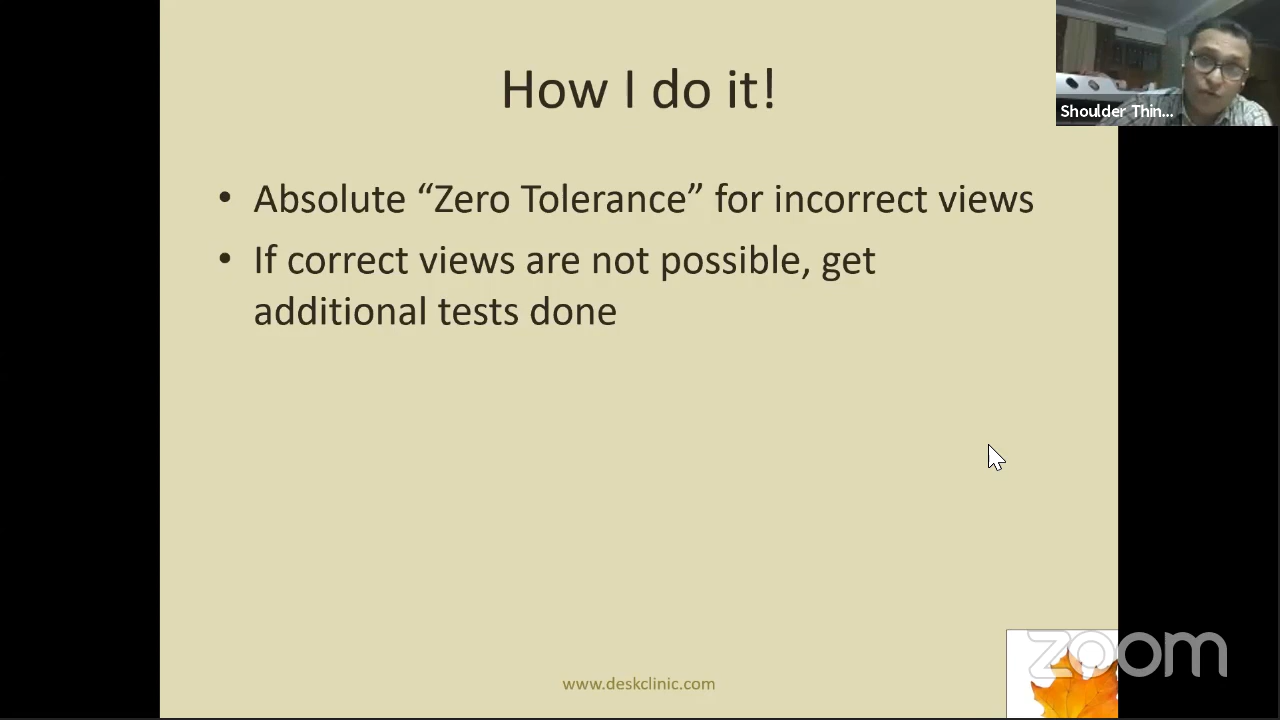 How I do it!
Shoulder Thin...
• Absolute “Zero Tolerance” for incorrect views
• If correct views are not possible, get
additional tests done
www.deskclinic.com
zoom